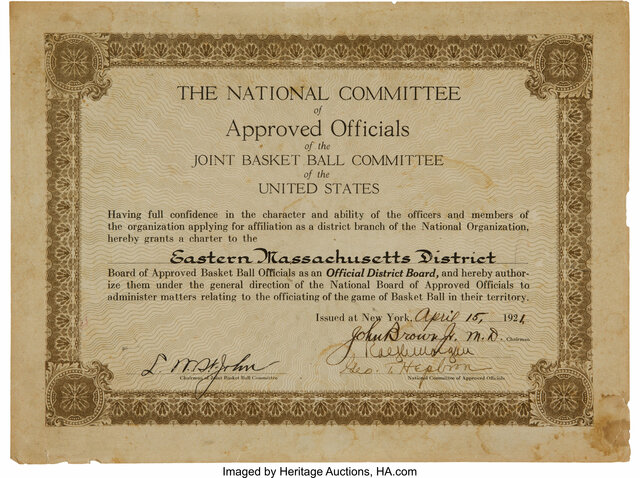 THE NATIONAL COMMITTEE
of
Approved Officials
of the
JOINT BASKET BALL COMMITTEE
of the
UNITED STATES
Having full confidence in the character and ability of the officers and members of
the organization applying for affiliation as a district branch of the National Organization,
hereby grants a charter to the
Eastern Massachusetts District
Board of Approved Basket Ball Officials as an Official District Board, and hereby author-
ize them under the general direction of the National Board of Approved Officials to
administer matters relating to the officiating of the game of Basket Ball in their territory.
Issued at New York, April 15, 1921
John Brown Jr. M.D. Chairman
Ralph Morgan
L. W. St. John
Geo. T. Hepbron
Chairman of Joint Basket Ball Committee
National Committee of Approved Officials
Imaged by Heritage Auctions, HA.com